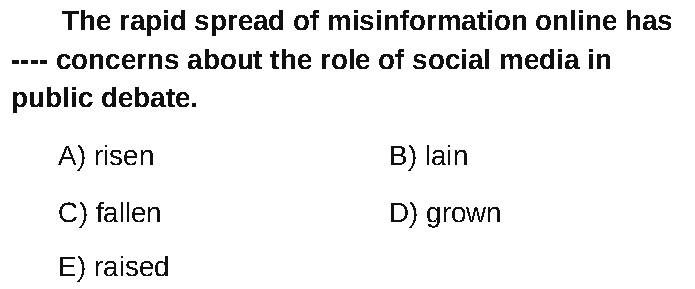 The rapid spread of misinformation online has
---- concerns about the role of social media in
public debate.
A) risen B) lain
C) fallen D) grown
E) raised